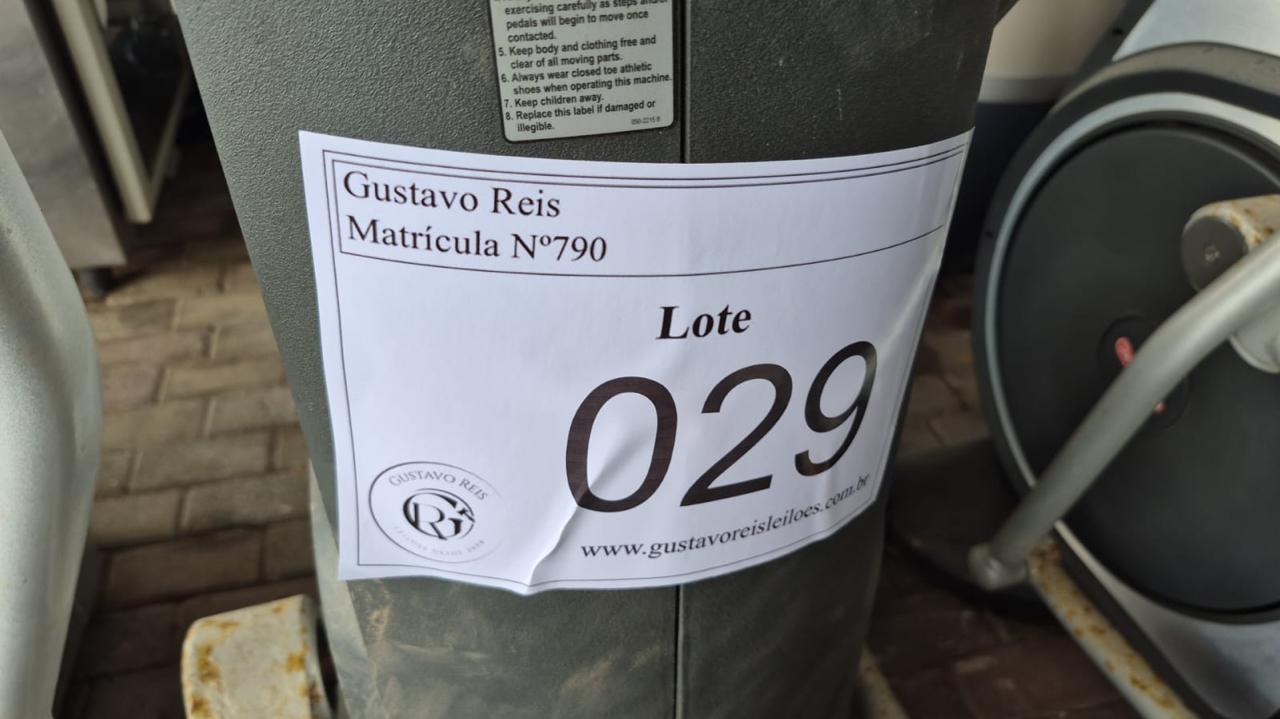 exercising carefully as steps and/or
pedals will begin to move once
contacted.
5. Keep body and clothing free and
clear of all moving parts.
6. Always wear closed toe athletic
shoes when operating this machine.
7. Keep children away.
8. Replace this label if damaged or
illegible.
050-2215 B
Gustavo Reis
Matrícula Nº790
Lote
029
GUSTAVO REIS
www.gustavoreisleiloes.com.br